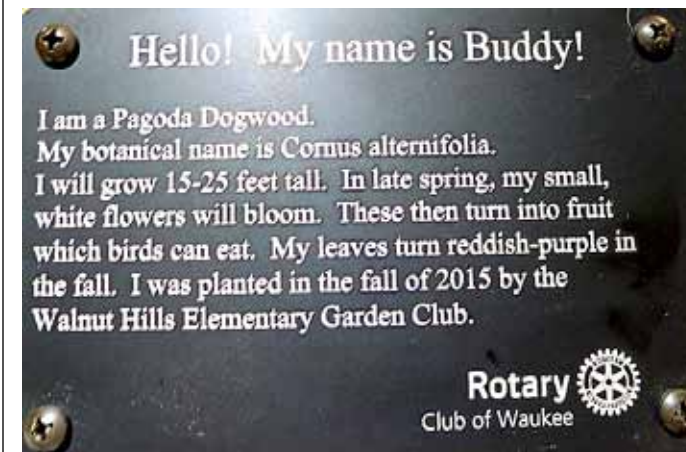 Hello! My name is Buddy!
I am a Pagoda Dogwood.
My botanical name is Cornus alternifolia.
I will grow 15-25 feet tall. In late spring, my small,
white flowers will bloom. These then turn into fruit
which birds can eat. My leaves turn reddish-purple in
the fall. I was planted in the fall of 2015 by the
Walnut Hills Elementary Garden Club.
Rotary
Club of Waukee